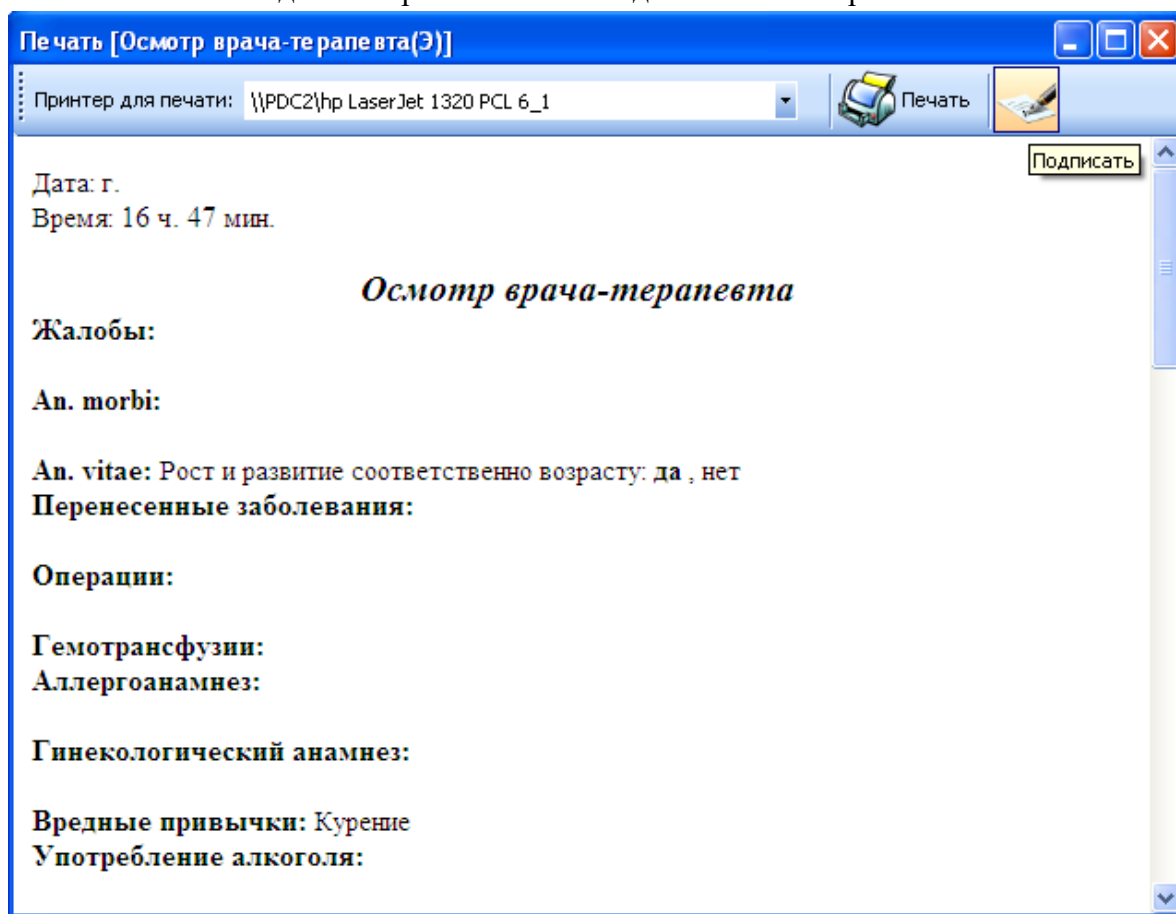 Печать [Осмотр врача-терапевта(Э)]
Принтер для печати: \\PDC2\hp LaserJet 1320 PCL 6_1 Печать
Подписать
Дата: г.
Время: 16 ч. 47 мин.
Осмотр врача-терапевта
Жалобы:
An. morbi:
An. vitae: Рост и развитие соответственно возрасту: да , нет
Перенесенные заболевания:
Операции:
Гемотрансфузии:
Аллергоанамнез:
Гинекологический анамнез:
Вредные привычки: Курение
Употребление алкоголя: